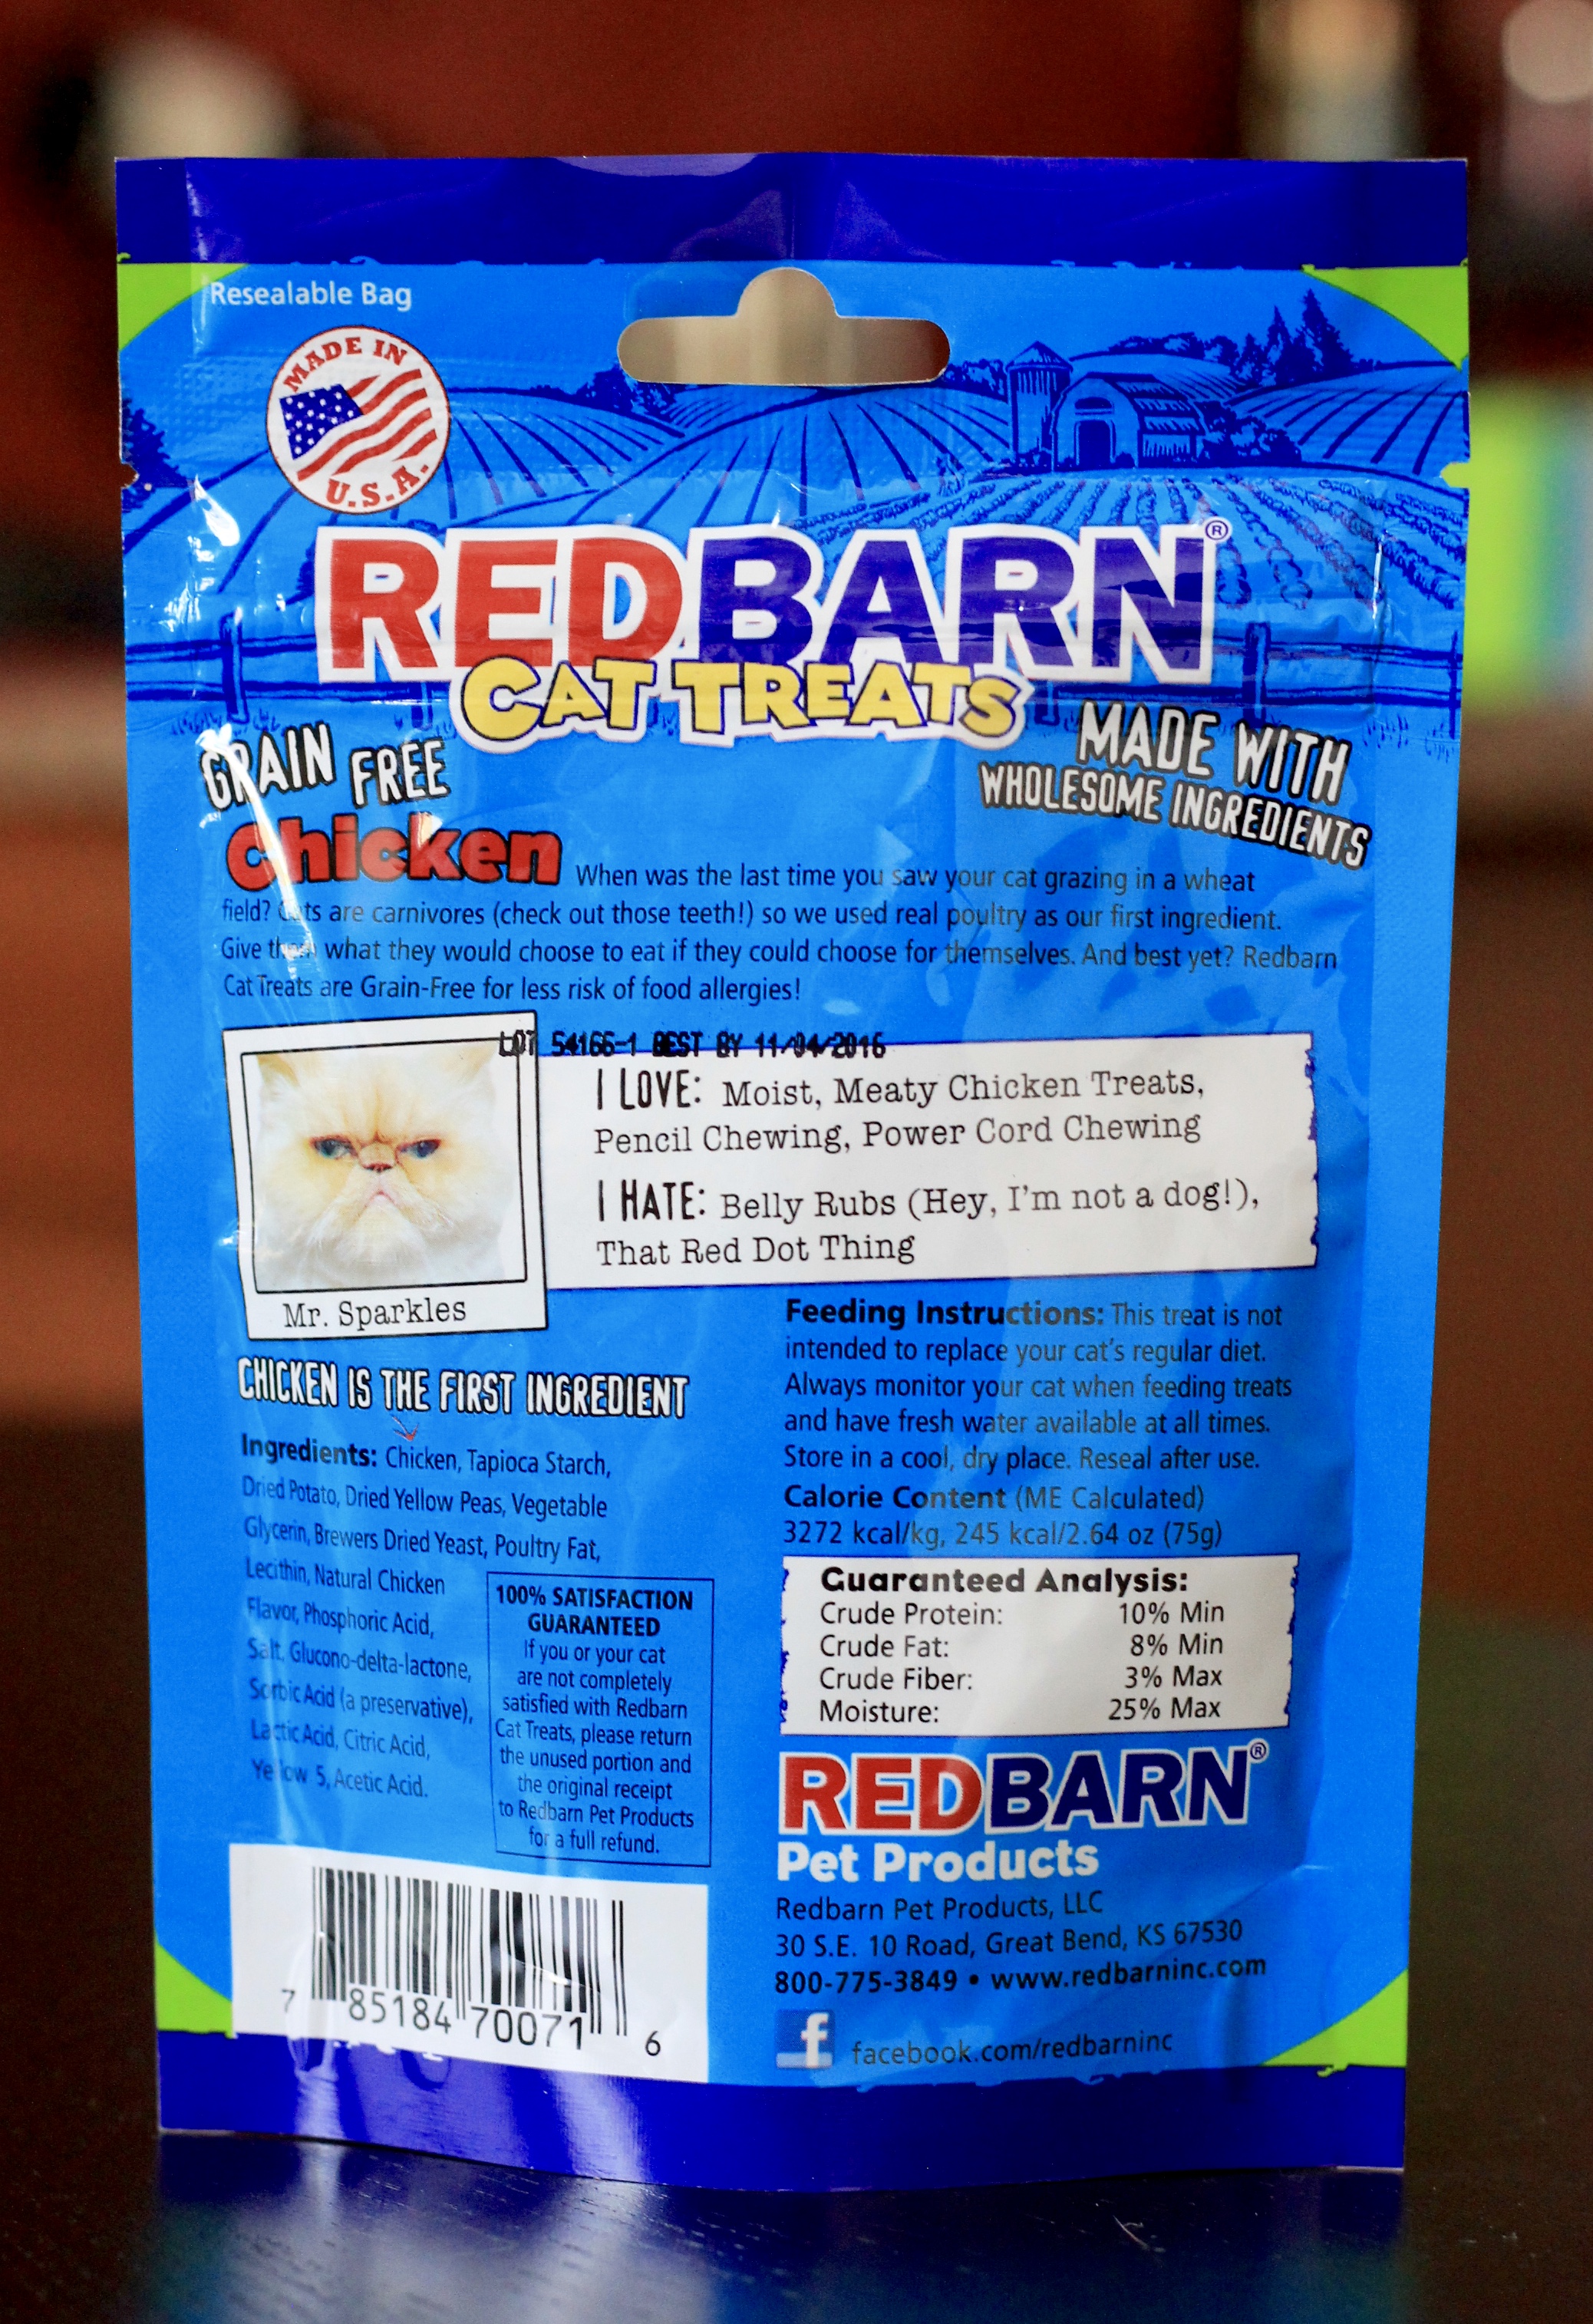 Resealable Bag
MADE IN
U.S.A.
REDBARN®
CAT TREATS
GRAIN FREE
MADE WITH
WHOLESOME INGREDIENTS
Chicken When was the last time you saw your cat grazing in a wheat
field? Cats are carnivores (check out those teeth!) so we used real poultry as our first ingredient.
Give them what they would choose to eat if they could choose for themselves. And best yet? Redbarn
Cat Treats are Grain-Free for less risk of food allergies!
LOT 54166-1 BEST BY 11/04/2016
I LOVE: Moist, Meaty Chicken Treats,
Pencil Chewing, Power Cord Chewing
I HATE: Belly Rubs (Hey, I'm not a dog!),
That Red Dot Thing
Mr. Sparkles
CHICKEN IS THE FIRST INGREDIENT
Ingredients: Chicken, Tapioca Starch,
Dried Potato, Dried Yellow Peas, Vegetable
Glycerin, Brewers Dried Yeast, Poultry Fat,
Lecithin, Natural Chicken
Flavor, Phosphoric Acid,
Salt, Glucono-delta-lactone,
Sorbic Acid (a preservative),
Lactic Acid, Citric Acid,
Yellow 5, Acetic Acid.
100% SATISFACTION
GUARANTEED
If you or your cat
are not completely
satisfied with Redbarn
Cat Treats, please return
the unused portion and
the original receipt
to Redbarn Pet Products
for a full refund.
7 85184 70071 6
Feeding Instructions: This treat is not
intended to replace your cat's regular diet.
Always monitor your cat when feeding treats
and have fresh water available at all times.
Store in a cool, dry place. Reseal after use.
Calorie Content (ME Calculated)
3272 kcal/kg, 245 kcal/2.64 oz (75g)
Guaranteed Analysis:
Crude Protein: 10% Min
Crude Fat: 8% Min
Crude Fiber: 3% Max
Moisture: 25% Max
REDBARN®
Pet Products
Redbarn Pet Products, LLC
30 S.E. 10 Road, Great Bend, KS 67530
800-775-3849 • www.redbarninc.com
f facebook.com/redbarninc